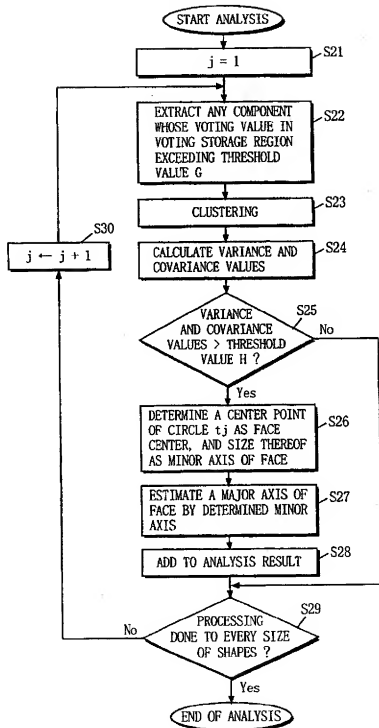 START ANALYSIS
S21
j = 1
S22
EXTRACT ANY COMPONENT
WHOSE VOTING VALUE IN
VOTING STORAGE REGION
EXCEEDING THRESHOLD
VALUE G
S23
CLUSTERING
S30
j ← j + 1
S24
CALCULATE VARIANCE AND
COVARIANCE VALUES
S25
VARIANCE
AND COVARIANCE
VALUES > THRESHOLD
VALUE H ?
No
Yes
S26
DETERMINE A CENTER POINT
OF CIRCLE tj AS FACE
CENTER, AND SIZE THEREOF
AS MINOR AXIS OF FACE
S27
ESTIMATE A MAJOR AXIS OF
FACE BY DETERMINED MINOR
AXIS
S28
ADD TO ANALYSIS RESULT
S29
PROCESSING
DONE TO EVERY SIZE
OF SHAPES ?
No
Yes
END OF ANALYSIS